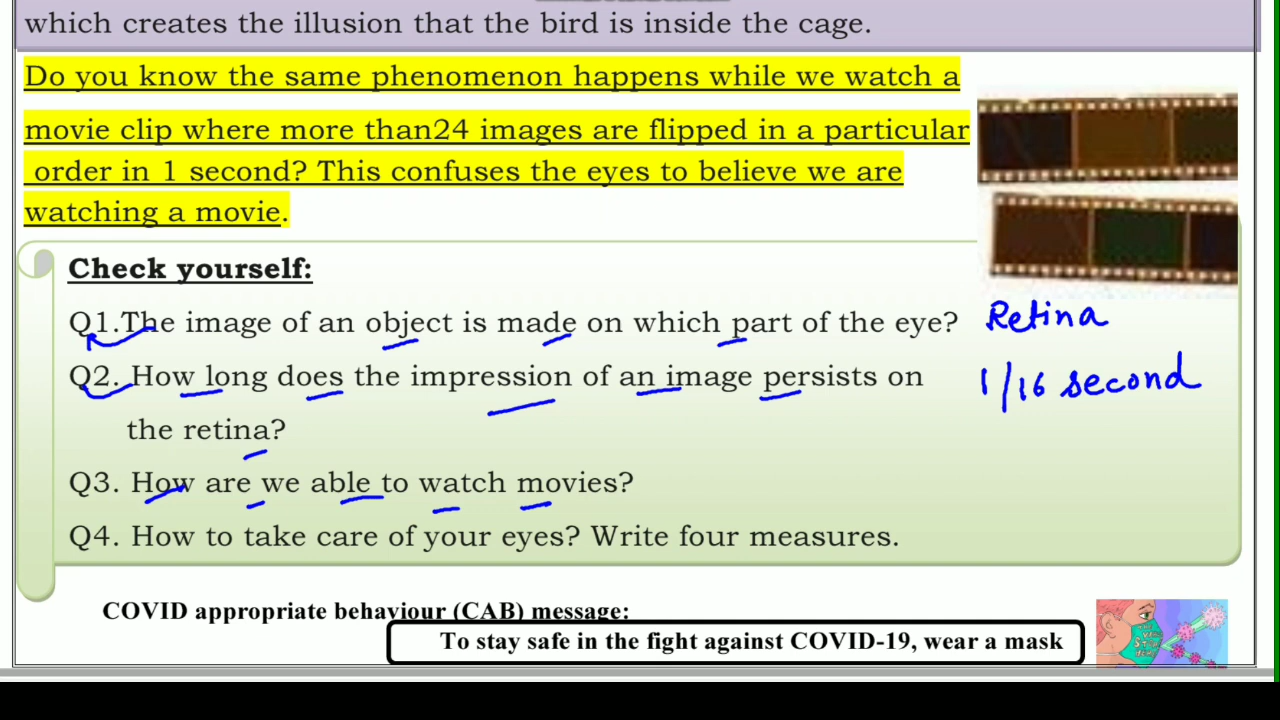 which creates the illusion that the bird is inside the cage.
Do you know the same phenomenon happens while we watch a
movie clip where more than24 images are flipped in a particular
order in 1 second? This confuses the eyes to believe we are
watching a movie.
Check yourself:
Q1.The image of an object is made on which part of the eye? Retina
Q2. How long does the impression of an image persists on 1/16 second
the retina?
Q3. How are we able to watch movies?
Q4. How to take care of your eyes? Write four measures.
COVID appropriate behaviour (CAB) message:
To stay safe in the fight against COVID-19, wear a mask